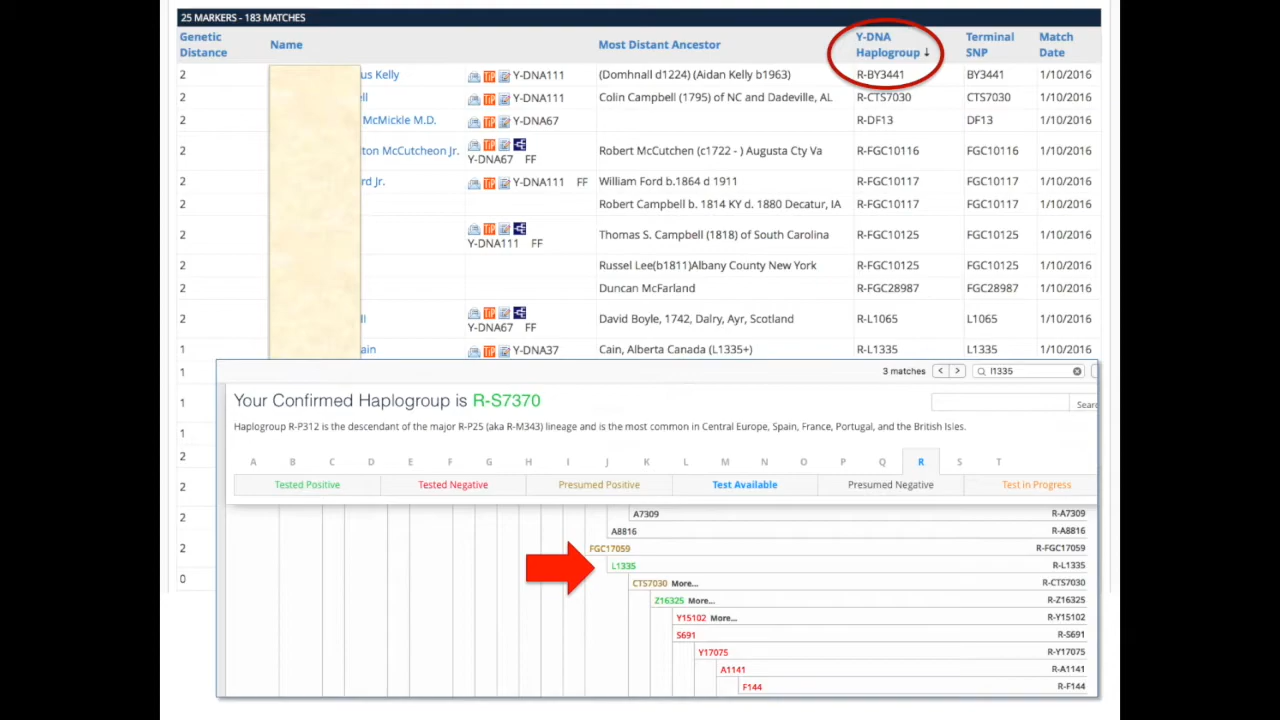 25 MARKERS - 183 MATCHES
Genetic Distance Name Most Distant Ancestor Y-DNA Haplogroup ↓ Terminal SNP Match Date
2 us Kelly Y-DNA111 (Domhnall d1224) (Aidan Kelly b1963) R-BY3441 BY3441 1/10/2016
2 ll Y-DNA111 Colin Campbell (1795) of NC and Dadeville, AL R-CTS7030 CTS7030 1/10/2016
2 McMickle M.D. Y-DNA67 R-DF13 DF13 1/10/2016
2 ton McCutcheon Jr. Y-DNA67 FF Robert McCutchen (c1722 - ) Augusta Cty Va R-FGC10116 FGC10116 1/10/2016
2 rd Jr. Y-DNA111 FF William Ford b.1864 d 1911 R-FGC10117 FGC10117 1/10/2016
2 Robert Campbell b. 1814 KY d. 1880 Decatur, IA R-FGC10117 FGC10117 1/10/2016
2 Y-DNA111 FF Thomas S. Campbell (1818) of South Carolina R-FGC10125 FGC10125 1/10/2016
2 Russel Lee(b1811)Albany County New York R-FGC10125 FGC10125 1/10/2016
2 Duncan McFarland R-FGC28987 FGC28987 1/10/2016
2 ll Y-DNA67 FF David Boyle, 1742, Dalry, Ayr, Scotland R-L1065 L1065 1/10/2016
1 ain Y-DNA37 Cain, Alberta Canada (L1335+) R-L1335 L1335 1/10/2016
1
1
1
2
2
2
2
0
3 matches < > l1335
Your Confirmed Haplogroup is R-S7370
Sear
Haplogroup R-P312 is the descendant of the major R-P25 (aka R-M343) lineage and is the most common in Central Europe, Spain, France, Portugal, and the British Isles.
A B C D E F G H I J K L M N O P Q R S T
Tested Positive Tested Negative Presumed Positive Test Available Presumed Negative Test in Progress
A7309 R-A7309
A8816 R-A8816
FGC17059 R-FGC17059
L1335 R-L1335
CTS7030 More... R-CTS7030
Z16325 More... R-Z16325
Y15102 More... R-Y15102
S691 R-S691
Y17075 R-Y17075
A1141 R-A1141
F144 R-F144